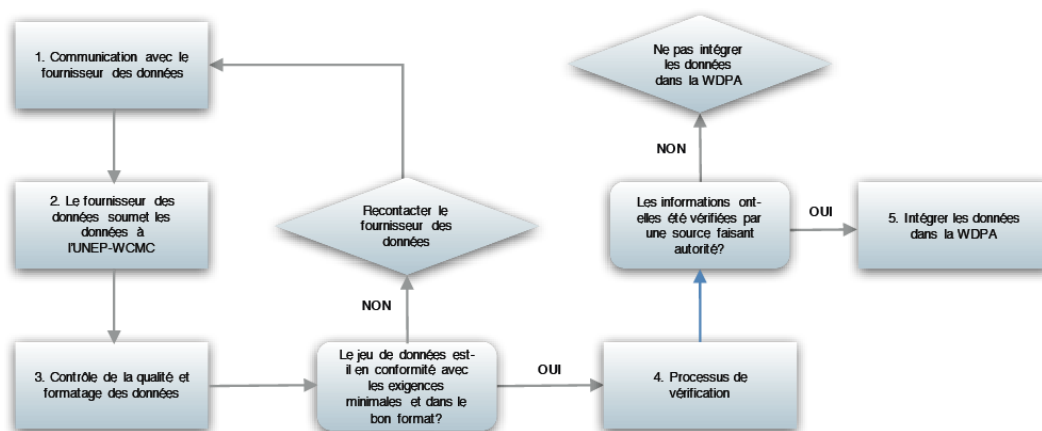 1. Communication avec le
fournisseur des données
2. Le fournisseur des
données soumet les
données à
l'UNEP-WCMC
3. Contrôle de la qualité et
formatage des données
Le jeu de données est-
il en conformité avec
les exigences
minimales et dans le
bon format?
NON
Recontacter le
fournisseur des
données
OUI
4. Processus de
vérification
Les informations ont-
elles été vérifiées par
une source faisant
autorité?
NON
Ne pas intégrer
les données
dans la WDPA
OUI
5. Intégrer les données
dans la WDPA